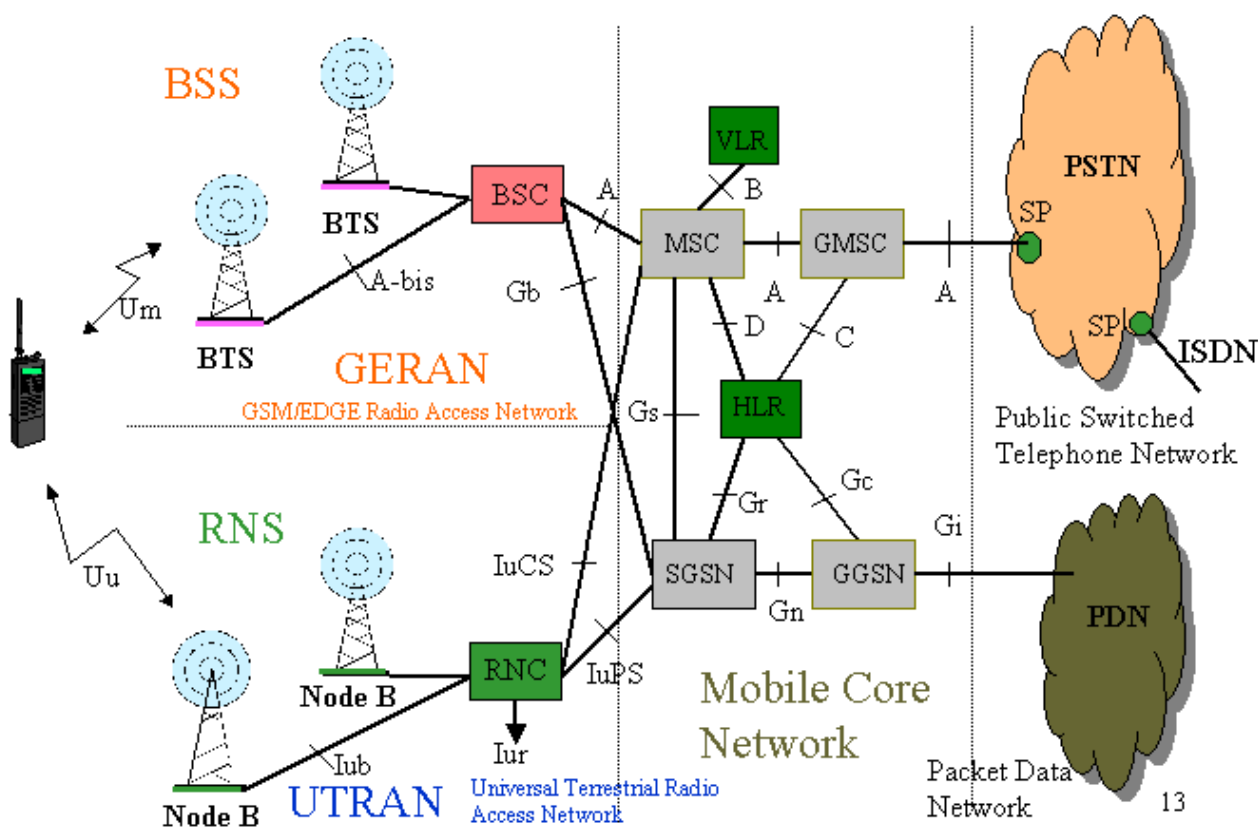 BSS
BTS
BTS
Um
A-bis
BSC
A
Gb
GERAN
GSM/EDGE Radio Access Network
VLR
B
MSC
GMSC
A
A
D
C
HLR
Gs
Gr
Gc
SGSN
GGSN
Gn
Gi
PSTN
SP
SP
ISDN
Public Switched
Telephone Network
RNS
Uu
Node B
Node B
Iub
RNC
Iur
IuCS
IuPS
UTRAN
Universal Terrestrial Radio
Access Network
Mobile Core
Network
PDN
Packet Data
Network
13